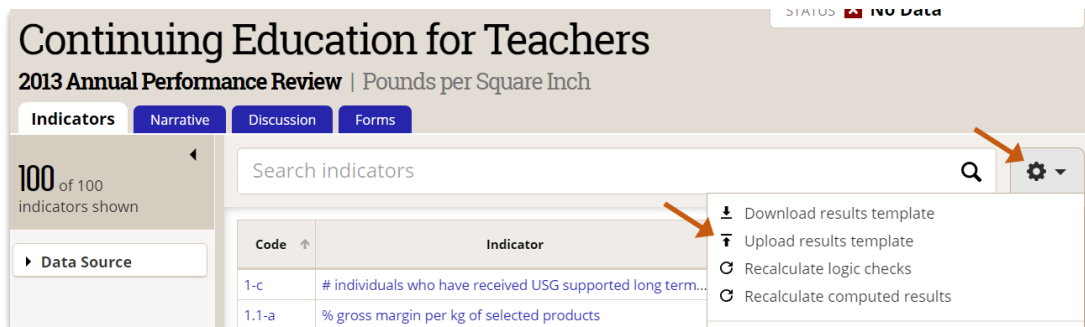 STATUS No Data
Continuing Education for Teachers
2013 Annual Performance Review | Pounds per Square Inch
Indicators Narrative Discussion Forms
100 of 100
indicators shown
Data Source
Search indicators
Download results template
Upload results template
Recalculate logic checks
Recalculate computed results
Code Indicator
1-c # individuals who have received USG supported long term...
1.1-a % gross margin per kg of selected products